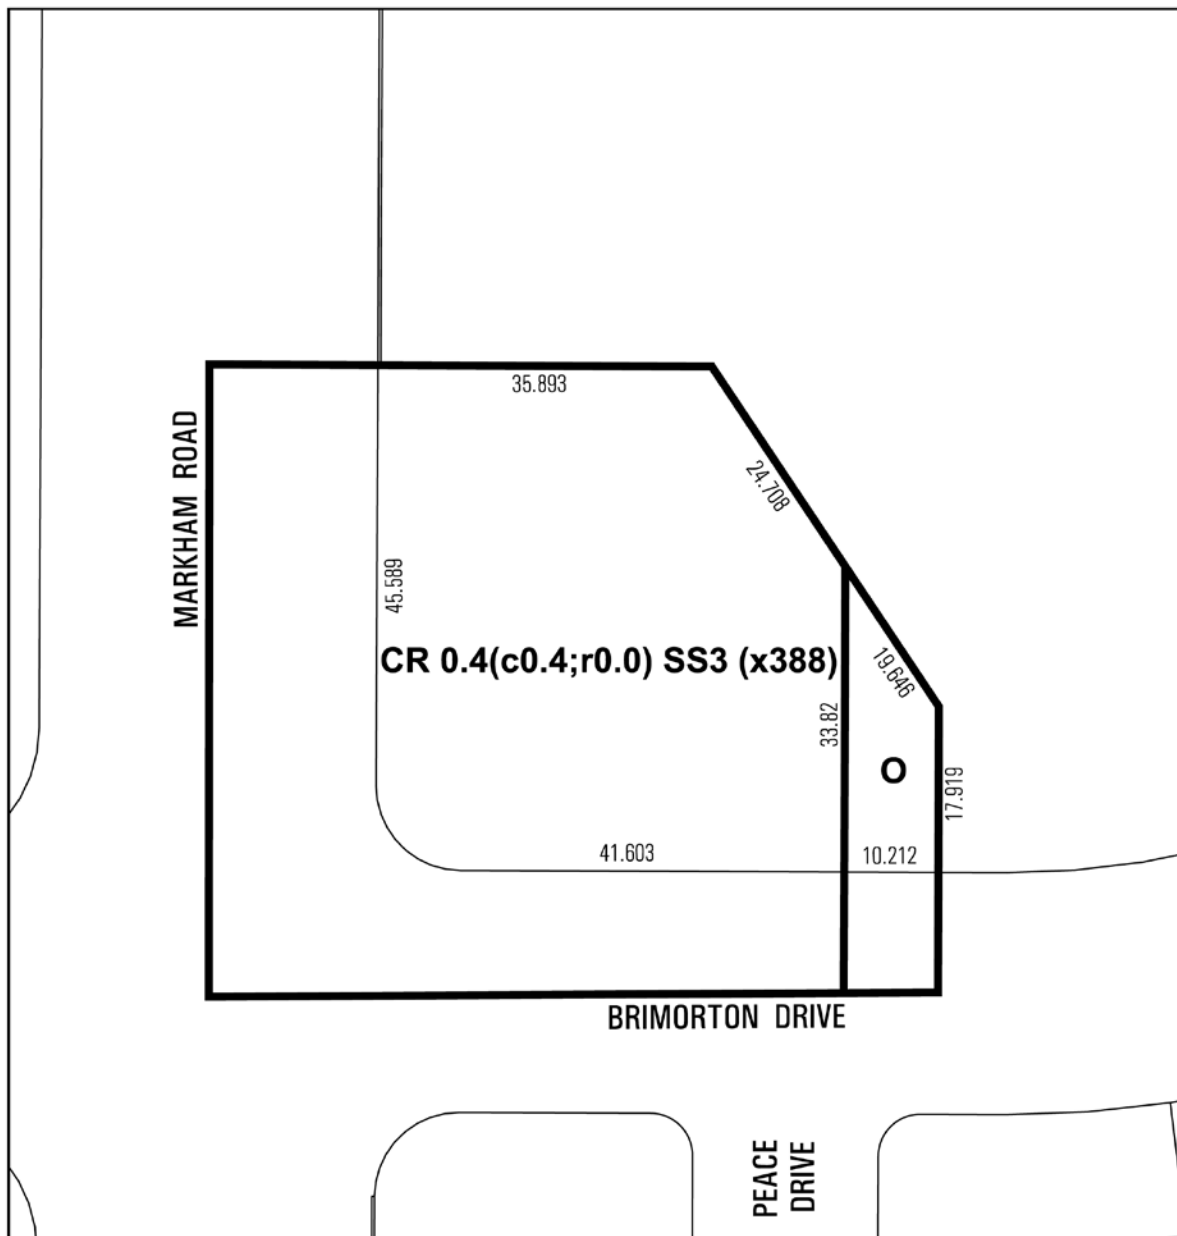 35.893
MARKHAM ROAD
24.708
45.589
CR 0.4(c0.4;r0.0) SS3 (x388)
19.646
33.82
O
17.919
41.603
10.212
BRIMORTON DRIVE
PEACE
DRIVE